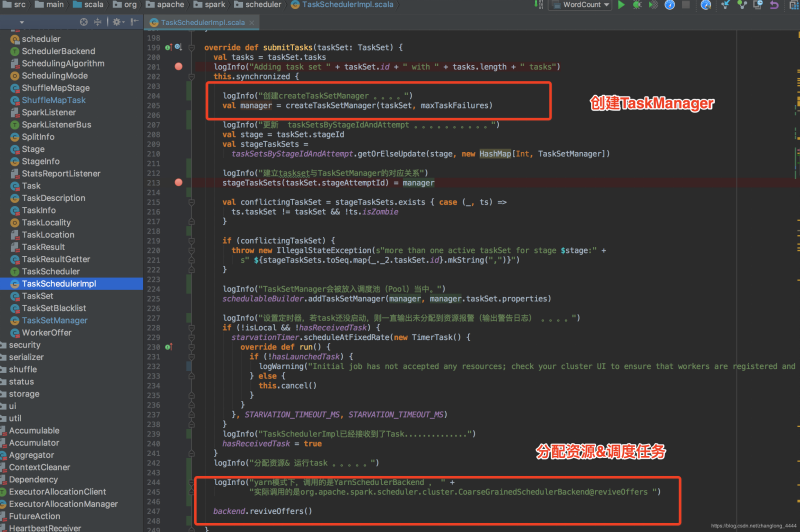 src
main
scala
org
apache
spark
scheduler
TaskSchedulerImpl.scala
WordCount
TaskSchedulerImpl.scala
scheduler
SchedulerBackend
SchedulingAlgorithm
SchedulingMode
ShuffleMapStage
ShuffleMapTask
SparkListener
SparkListenerBus
SplitInfo
Stage
StageInfo
StatsReportListener
Task
TaskDescription
TaskInfo
TaskLocality
TaskLocation
TaskResult
TaskResultGetter
TaskScheduler
TaskSchedulerImpl
TaskSet
TaskSetBlacklist
TaskSetManager
WorkerOffer
security
serializer
shuffle
status
storage
ui
util
Accumulable
Accumulator
Aggregator
ContextCleaner
Dependency
ExecutorAllocationClient
ExecutorAllocationManager
FutureAction
HeartbeatReceiver
198
199 override def submitTasks(taskSet: TaskSet) {
200 val tasks = taskSet.tasks
201 logInfo("Adding task set " + taskSet.id + " with " + tasks.length + " tasks")
202 this.synchronized {
203
204 logInfo("创建createTaskSetManager 。。。。")
205 val manager = createTaskSetManager(taskSet, maxTaskFailures)
206
207 logInfo("更新 taskSetsByStageIdAndAttempt 。。。。。。。。。。")
208 val stage = taskSet.stageId
209 val stageTaskSets =
210 taskSetsByStageIdAndAttempt.getOrElseUpdate(stage, new HashMap[Int, TaskSetManager])
211
212 logInfo("建立taskset与TaskSetManager的对应关系")
213 stageTaskSets(taskSet.stageAttemptId) = manager
214
215 val conflictingTaskSet = stageTaskSets.exists { case (_, ts) =>
216 ts.taskSet != taskSet && !ts.isZombie
217 }
218
219 if (conflictingTaskSet) {
220 throw new IllegalStateException(s"more than one active taskSet for stage $stage:" +
221 s" ${stageTaskSets.toSeq.map{_._2.taskSet.id}.mkString(",")}")
222 }
223
224 logInfo("TaskSetManager会被放入调度池（Pool）当中。")
225 schedulableBuilder.addTaskSetManager(manager, manager.taskSet.properties)
226
227 logInfo("设置定时器，若task还没启动，则一直输出未分配到资源报警（输出警告日志） 。。。。")
228 if (!isLocal && !hasReceivedTask) {
229 starvationTimer.scheduleAtFixedRate(new TimerTask() {
230 override def run() {
231 if (!hasLaunchedTask) {
232 logWarning("Initial job has not accepted any resources; check your cluster UI to ensure that workers are registered and
233 } else {
234 this.cancel()
235 }
236 }
237 }, STARVATION_TIMEOUT_MS, STARVATION_TIMEOUT_MS)
238 }
239 logInfo("TaskSchedulerImpl已经接收到了Task..............")
240 hasReceivedTask = true
241 }
242 logInfo("分配资源& 运行task 。。。。。")
243
244 logInfo("yarn模式下，调用的是YarnSchedulerBackend ， " +
245 "实际调用的是org.apache.spark.scheduler.cluster.CoarseGrainedSchedulerBackend@reviveOffers ")
246
247 backend.reviveOffers()
248 }
创建TaskManager
分配资源&调度任务
https://blog.csdn.net/zhanglong_4444